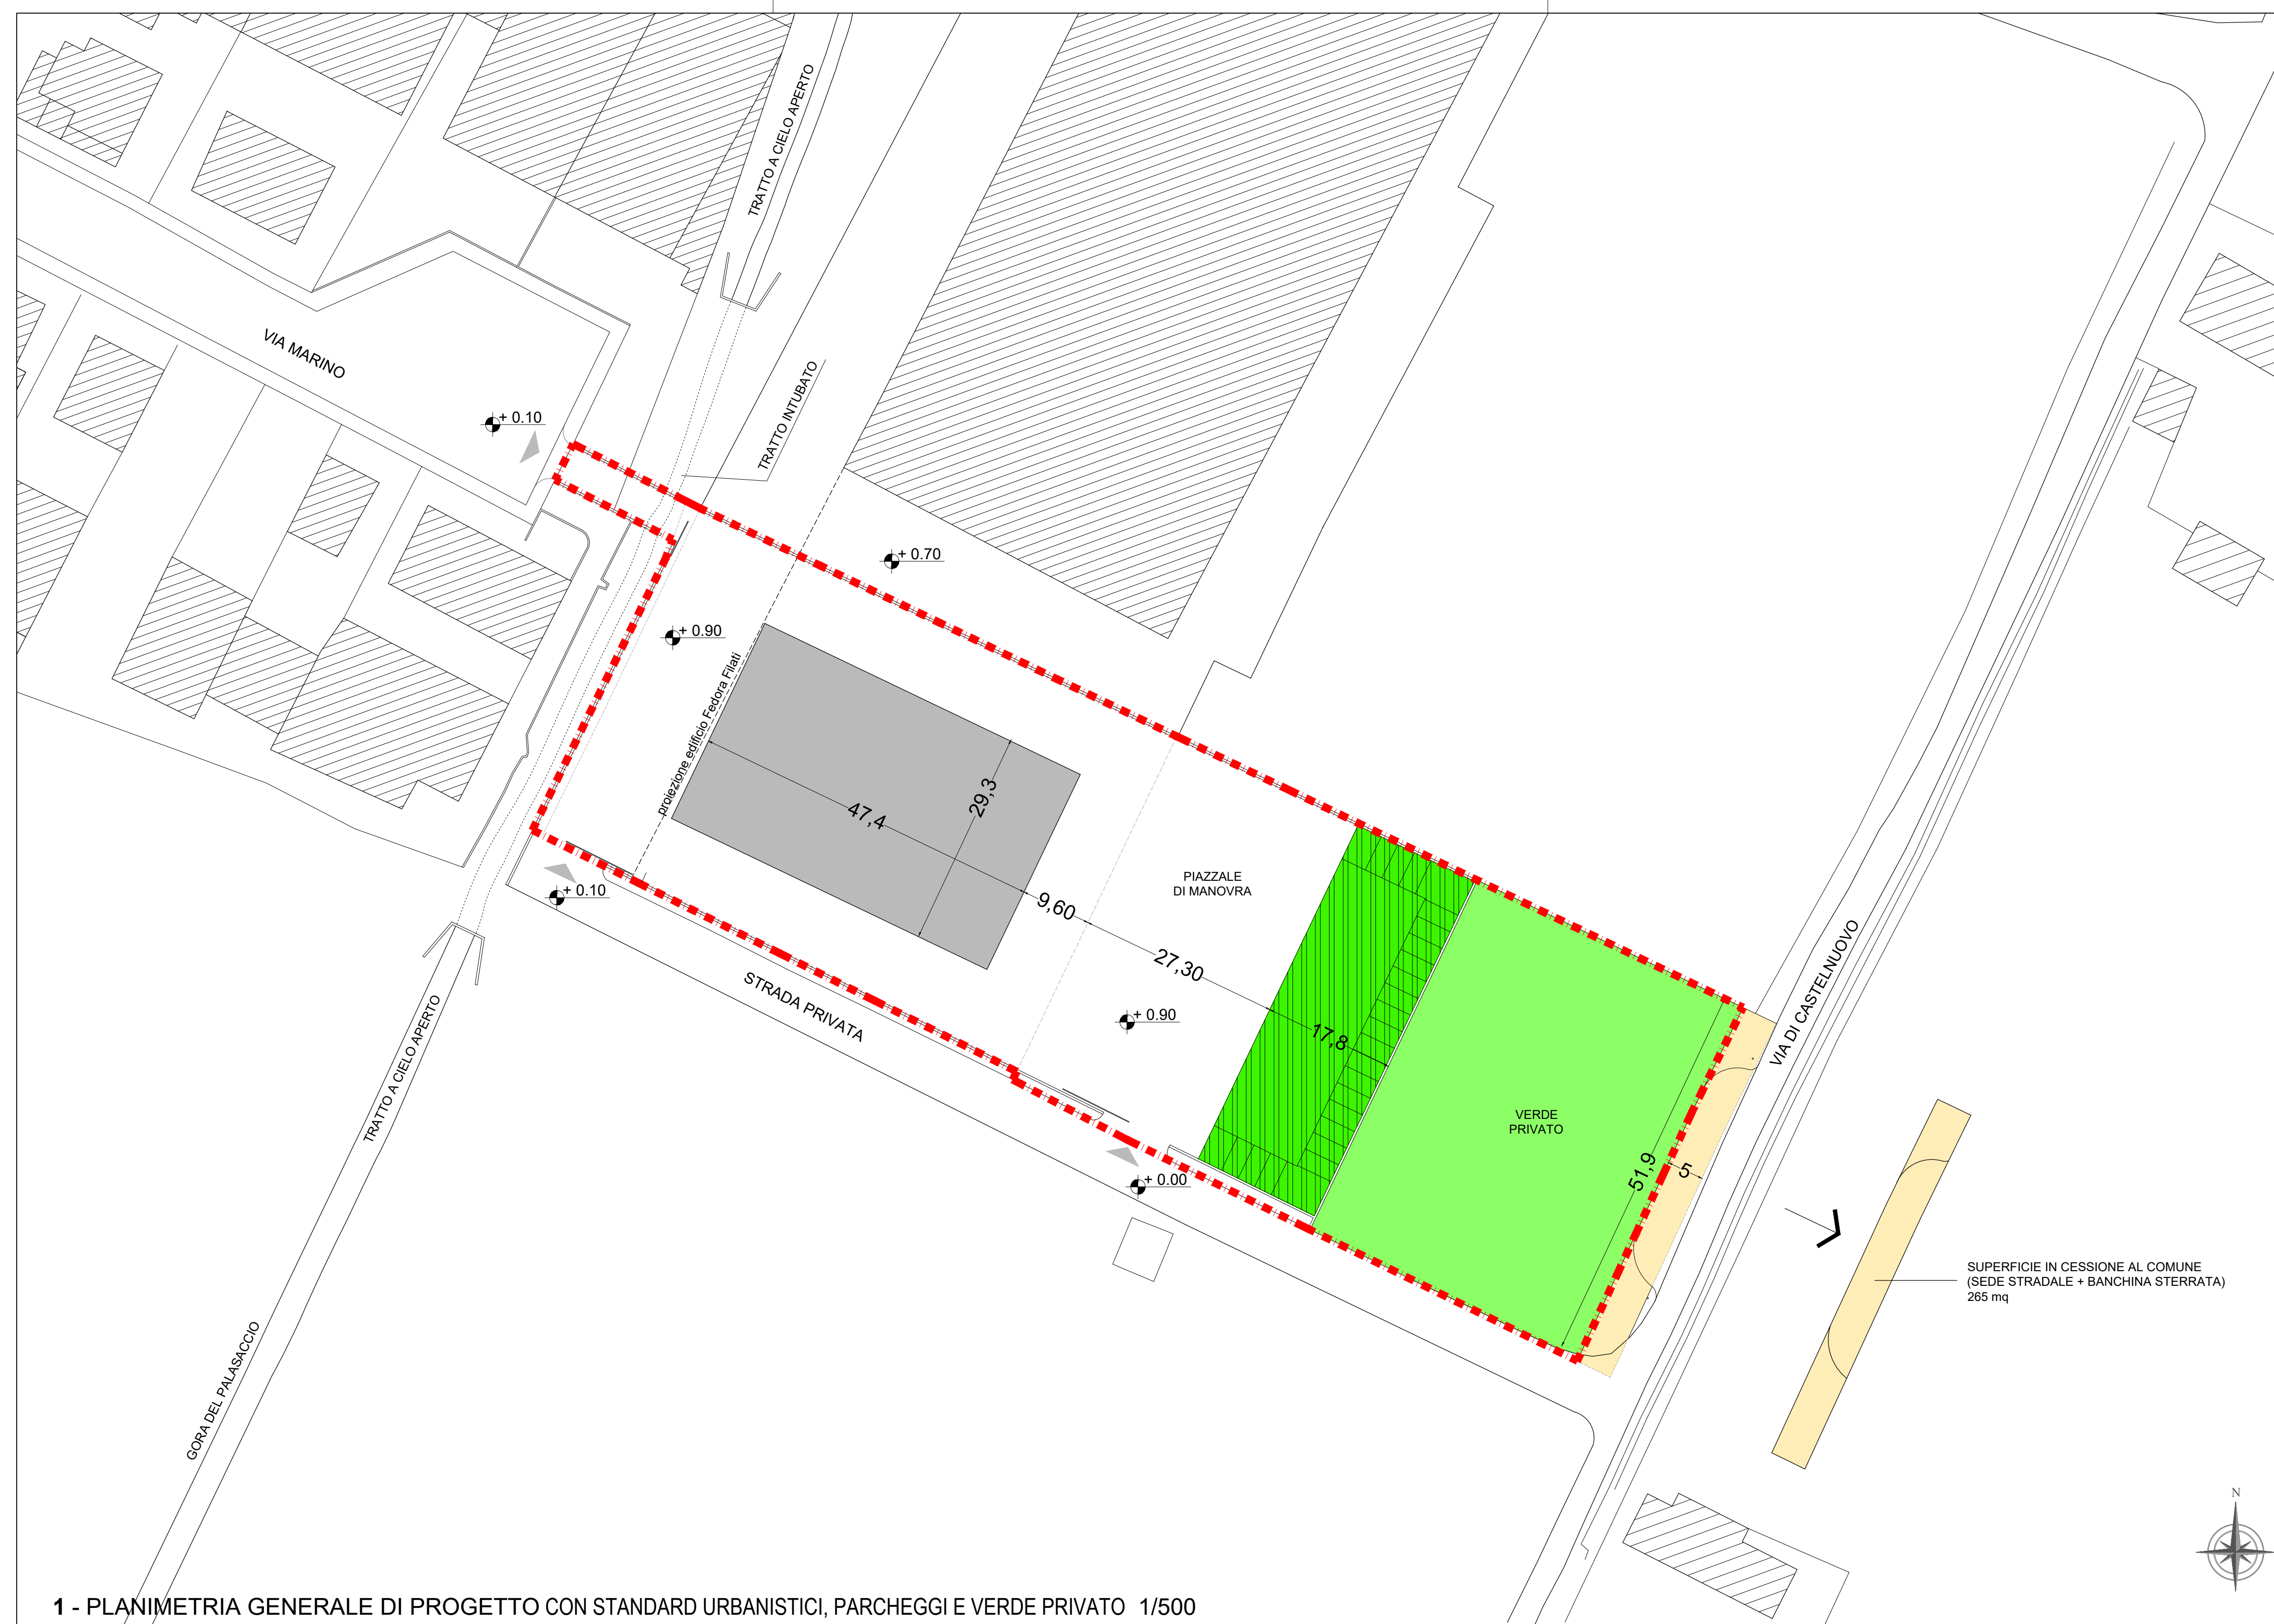 TRATTO A CIELO APERTO
VIA MARINO
TRATTO INTUBATO
+ 0.10
+ 0.70
+ 0.90
proiezione edificio Fedora Filati
47,4
29,3
PIAZZALE
DI MANOVRA
+ 0.10
9,60
27,30
STRADA PRIVATA
+ 0.90
17,8
VIA DI CASTELNUOVO
TRATTO A CIELO APERTO
VERDE
PRIVATO
51,9
5
+ 0.00
SUPERFICIE IN CESSIONE AL COMUNE
(SEDE STRADALE + BANCHINA STERRATA)
265 mq
GORA DEL PALASACCIO
N
1 - PLANIMETRIA GENERALE DI PROGETTO CON STANDARD URBANISTICI, PARCHEGGI E VERDE PRIVATO 1/500